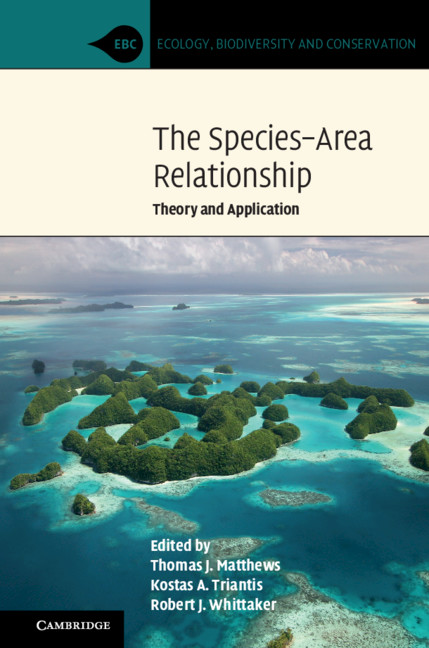 EBC ECOLOGY, BIODIVERSITY AND CONSERVATION
The Species–Area
Relationship
Theory and Application
Edited by
Thomas J. Matthews
Kostas A. Triantis
Robert J. Whittaker
CAMBRIDGE